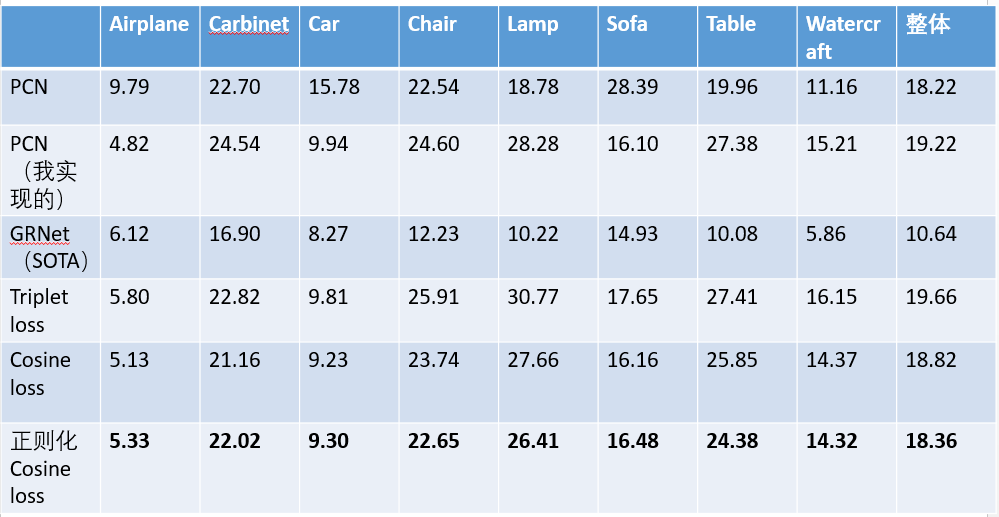 Airplane Carbinet Car Chair Lamp Sofa Table Watercr 整体
aft
PCN 9.79 22.70 15.78 22.54 18.78 28.39 19.96 11.16 18.22
PCN 4.82 24.54 9.94 24.60 28.28 16.10 27.38 15.21 19.22
（我实
现的）
GRNet 6.12 16.90 8.27 12.23 10.22 14.93 10.08 5.86 10.64
（SOTA）
Triplet 5.80 22.82 9.81 25.91 30.77 17.65 27.41 16.15 19.66
loss
Cosine 5.13 21.16 9.23 23.74 27.66 16.16 25.85 14.37 18.82
loss
正则化 5.33 22.02 9.30 22.65 26.41 16.48 24.38 14.32 18.36
Cosine
loss